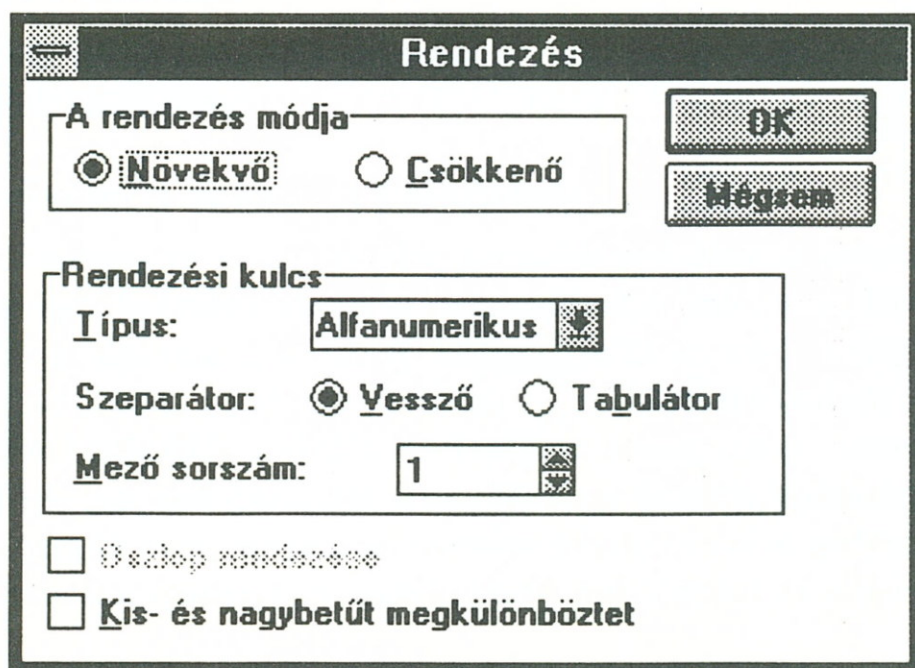 Rendezés
A rendezés módja
Növekvő Csökkenő
OK
Mégsem
Rendezési kulcs
Típus: Alfanumerikus
Szeparátor: Vessző Tabulátor
Mező sorszám: 1
Oszlop rendezése
Kis- és nagybetűt megkülönböztet